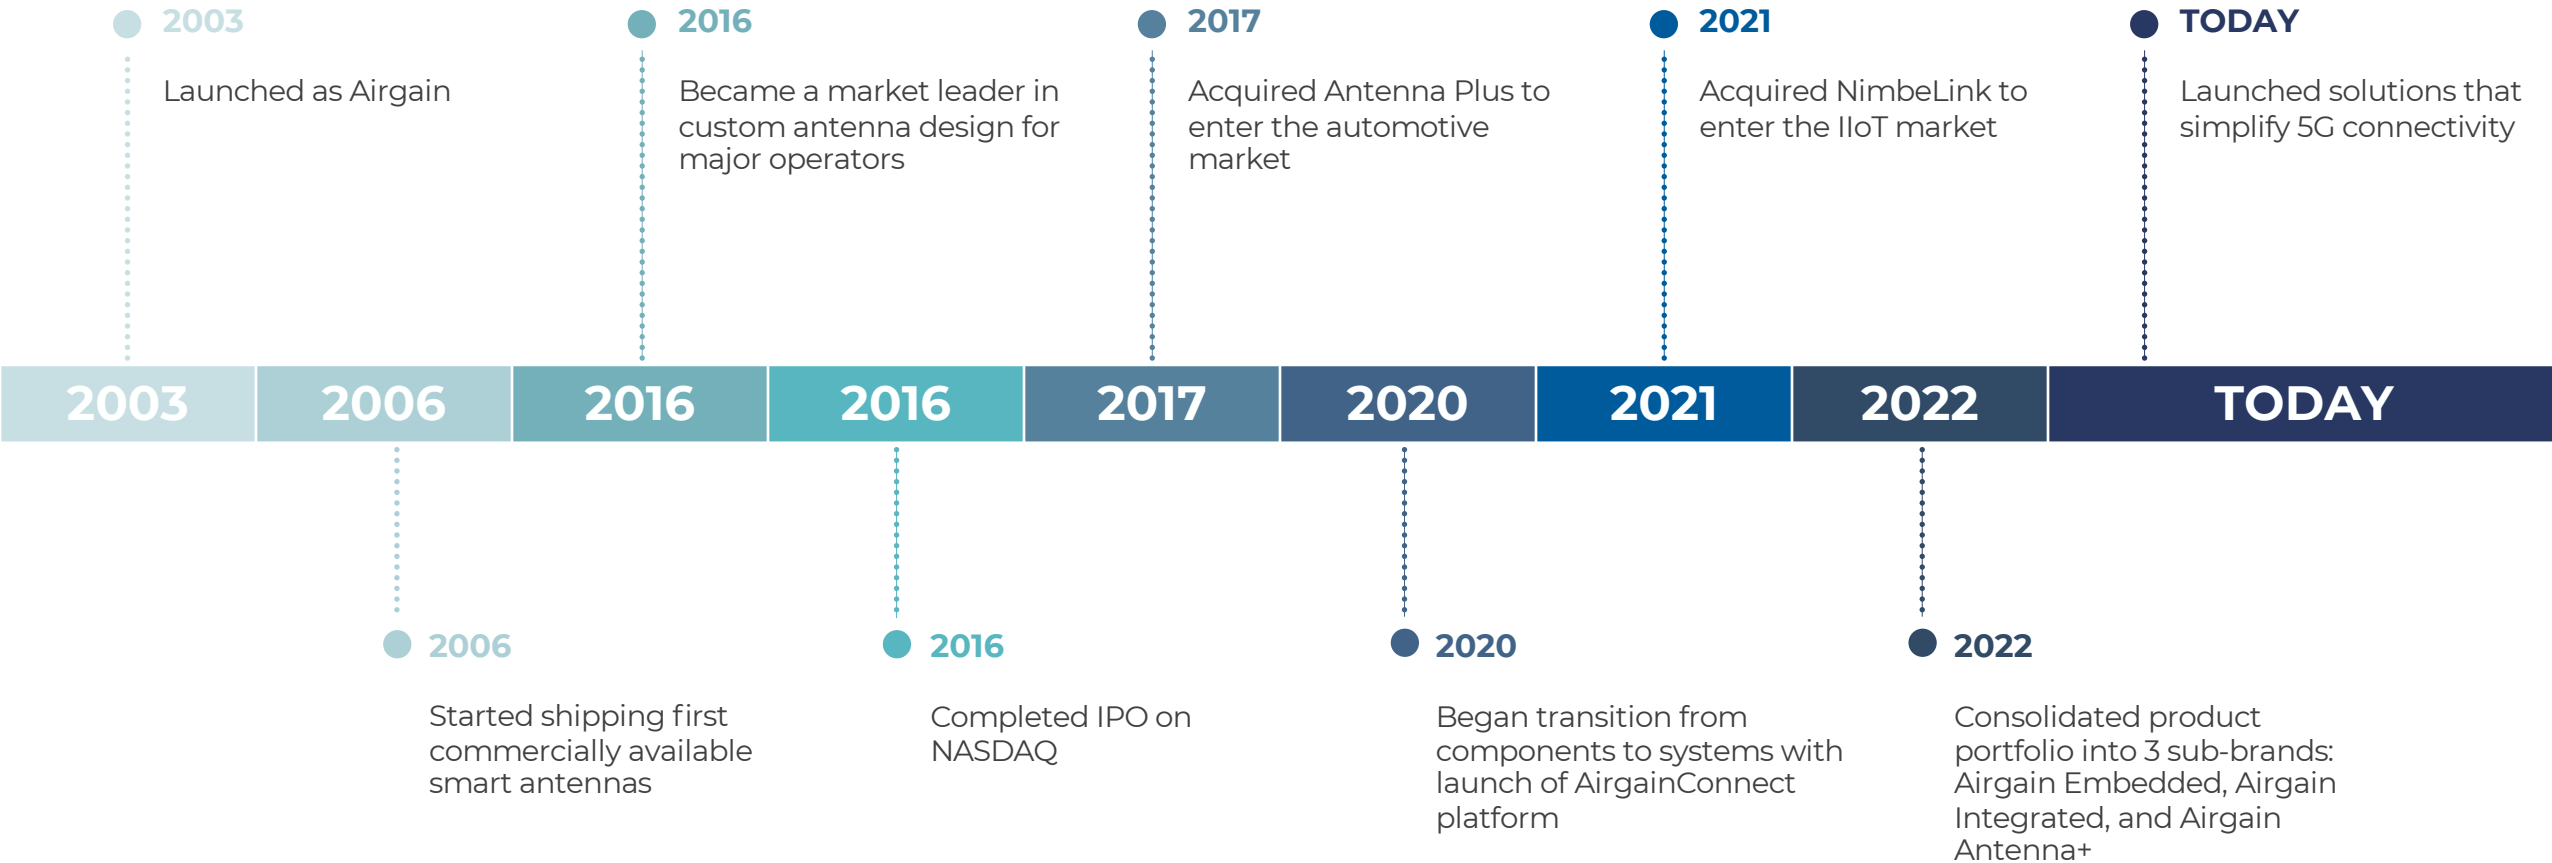 2003
Launched as Airgain
2016
Became a market leader in
custom antenna design for
major operators
2017
Acquired Antenna Plus to
enter the automotive
market
2021
Acquired NimbeLink to
enter the IIoT market
TODAY
Launched solutions that
simplify 5G connectivity
2003 2006 2016 2016 2017 2020 2021 2022 TODAY
2006
Started shipping first
commercially available
smart antennas
2016
Completed IPO on
NASDAQ
2020
Began transition from
components to systems with
launch of AirgainConnect
platform
2022
Consolidated product
portfolio into 3 sub-brands:
Airgain Embedded, Airgain
Integrated, and Airgain
Antenna+